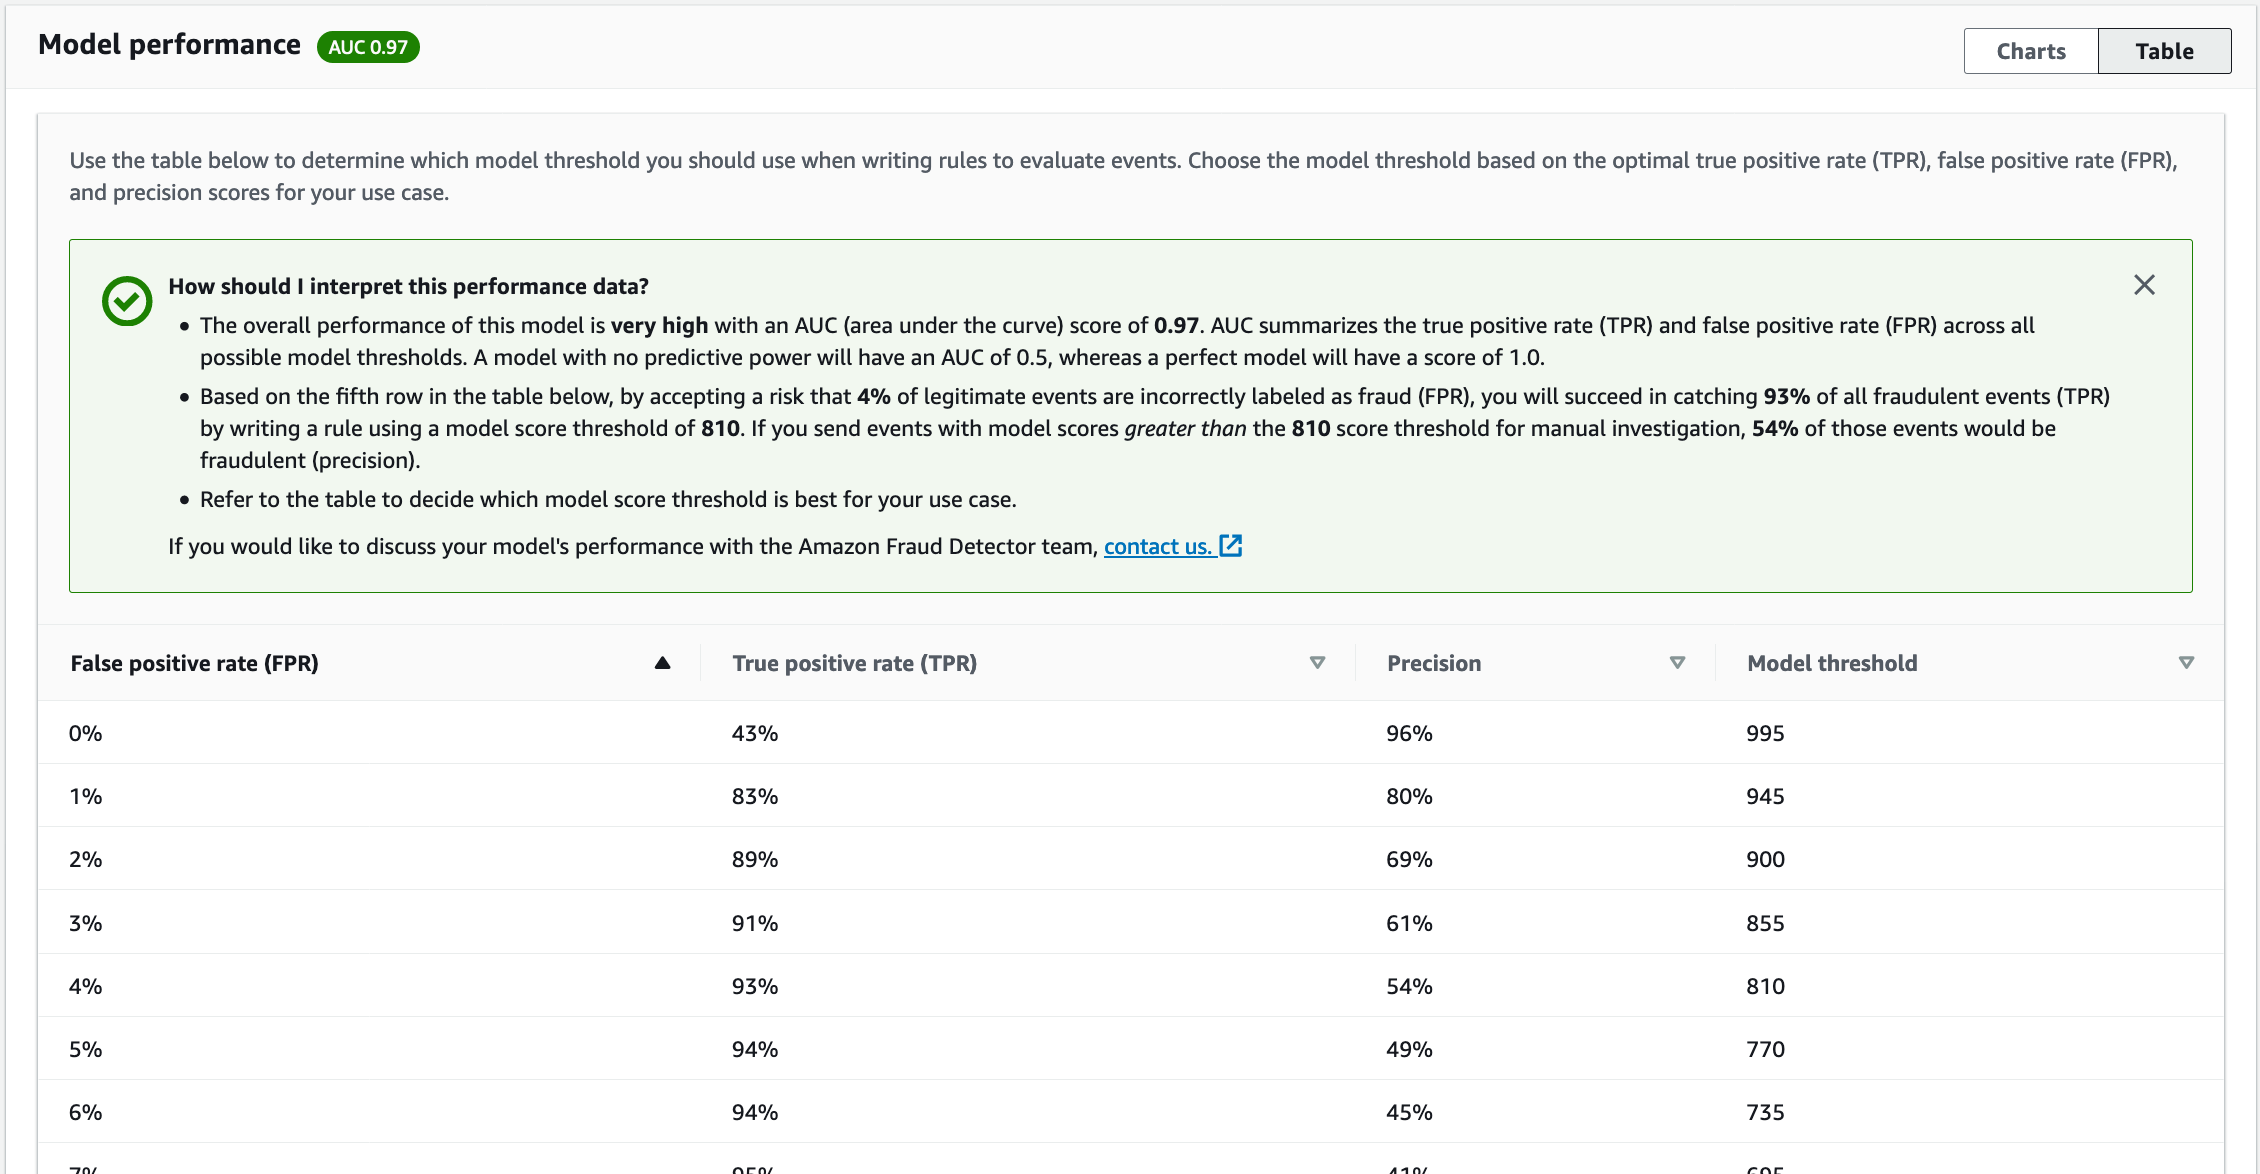 Model performance AUC 0.97
Charts Table
Use the table below to determine which model threshold you should use when writing rules to evaluate events. Choose the model threshold based on the optimal true positive rate (TPR), false positive rate (FPR),
and precision scores for your use case.
How should I interpret this performance data?
• The overall performance of this model is very high with an AUC (area under the curve) score of 0.97. AUC summarizes the true positive rate (TPR) and false positive rate (FPR) across all
possible model thresholds. A model with no predictive power will have an AUC of 0.5, whereas a perfect model will have a score of 1.0.
• Based on the fifth row in the table below, by accepting a risk that 4% of legitimate events are incorrectly labeled as fraud (FPR), you will succeed in catching 93% of all fraudulent events (TPR)
by writing a rule using a model score threshold of 810. If you send events with model scores greater than the 810 score threshold for manual investigation, 54% of those events would be
fraudulent (precision).
• Refer to the table to decide which model score threshold is best for your use case.
If you would like to discuss your model's performance with the Amazon Fraud Detector team, contact us.
False positive rate (FPR) True positive rate (TPR) Precision Model threshold
0% 43% 96% 995
1% 83% 80% 945
2% 89% 69% 900
3% 91% 61% 855
4% 93% 54% 810
5% 94% 49% 770
6% 94% 45% 735
7% 95% 41% 695